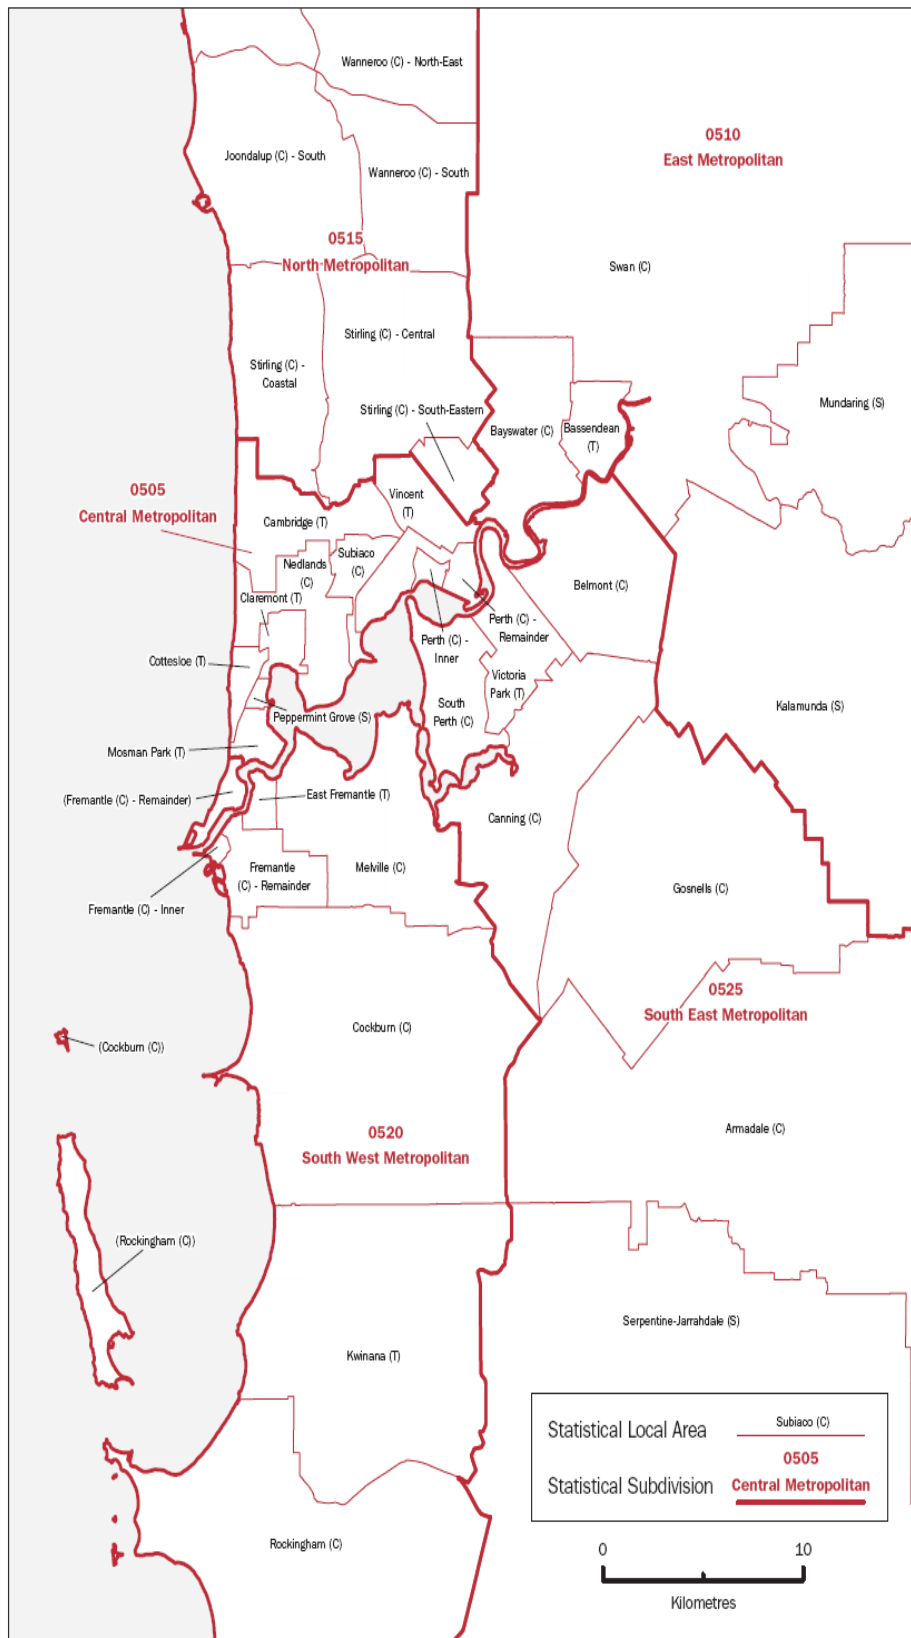 Wanneroo (C) - North-East
0510
East Metropolitan
Joondalup (C) - South
Wanneroo (C) - South
0515
North Metropolitan
Swan (C)
Stirling (C) - Central
Stirling (C) -
Coastal
Mundaring (S)
Stirling (C) - South-Eastern
Bayswater (C)
Bassendean
(T)
0505
Central Metropolitan
Vincent
(T)
Cambridge (T)
Subiaco
(C)
Nedlands
(C)
Belmont (C)
Claremont (T)
Perth (C) -
Remainder
Perth (C) -
Inner
Cottesloe (T)
Victoria
Park (T)
South
Perth (C)
Kalamunda (S)
Peppermint Grove (S)
Mosman Park (T)
East Fremantle (T)
(Fremantle (C) - Remainder)
Canning (C)
Fremantle
(C) - Remainder
Melville (C)
Gosnells (C)
Fremantle (C) - Inner
0525
South East Metropolitan
Cockburn (C)
(Cockburn (C))
Armadale (C)
0520
South West Metropolitan
(Rockingham (C))
Serpentine-Jarrahdale (S)
Kwinana (T)
Statistical Local Area
Subiaco (C)
Statistical Subdivision
0505
Central Metropolitan
Rockingham (C)
0 10
Kilometres